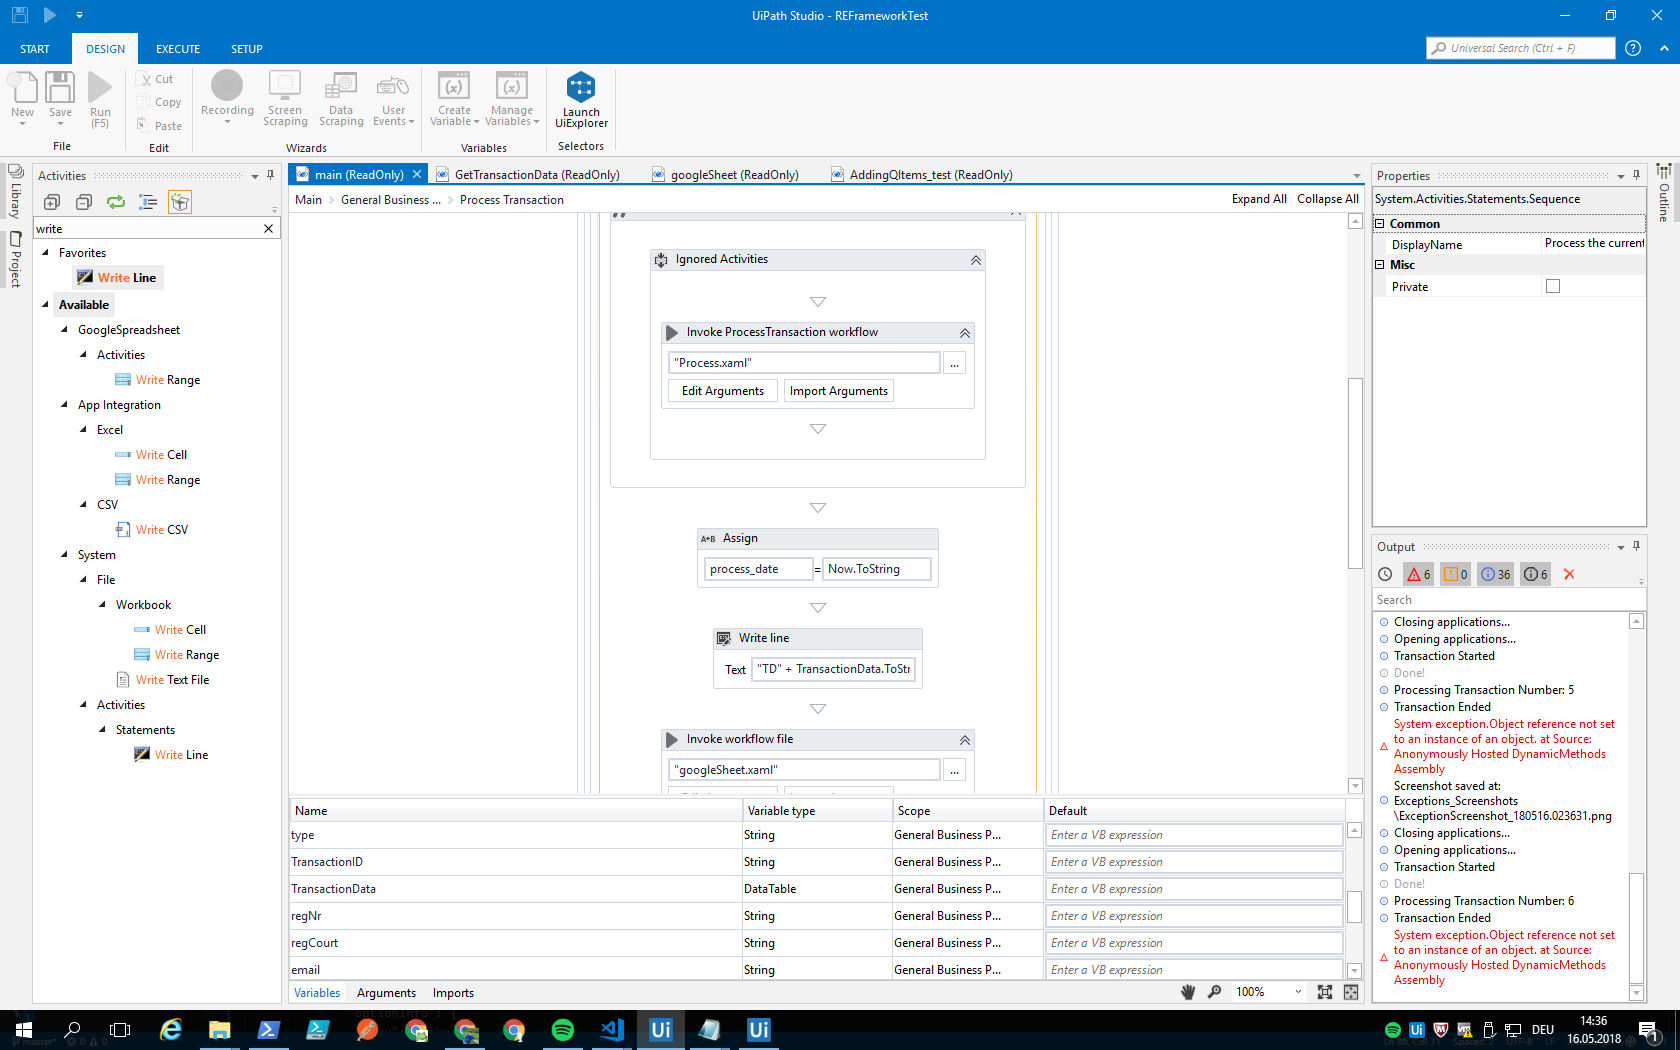 UiPath Studio - REFrameworkTest
START DESIGN EXECUTE SETUP
Universal Search (Ctrl + F)
New
Save
Run
(F5)
File
Cut
Copy
Paste
Edit
Recording
Screen
Scraping
Data
Scraping
User
Events
Wizards
Create
Variable
Manage
Variables
Variables
Launch
UiExplorer
Selectors
Library
Project
Activities
write
Favorites
Write Line
Available
GoogleSpreadsheet
Activities
Write Range
App Integration
Excel
Write Cell
Write Range
CSV
Write CSV
System
File
Workbook
Write Cell
Write Range
Write Text File
Activities
Statements
Write Line
main (ReadOnly)
GetTransactionData (ReadOnly)
googleSheet (ReadOnly)
AddingQItems_test (ReadOnly)
Main > General Business ... > Process Transaction
Expand All Collapse All
Ignored Activities
Invoke ProcessTransaction workflow
"Process.xaml"
...
Edit Arguments
Import Arguments
A+B Assign
process_date = Now.ToString
Write line
Text "TD" + TransactionData.ToStr
Invoke workflow file
"googleSheet.xaml"
...
Name Variable type Scope Default
type String General Business P... Enter a VB expression
TransactionID String General Business P... Enter a VB expression
TransactionData DataTable General Business P... Enter a VB expression
regNr String General Business P... Enter a VB expression
regCourt String General Business P... Enter a VB expression
email String General Business P... Enter a VB expression
Variables Arguments Imports
100%
Properties
System.Activities.Statements.Sequence
Common
DisplayName Process the current
Misc
Private
Outline
Output
6 0 36 6
Search
Closing applications...
Opening applications...
Transaction Started
Done!
Processing Transaction Number: 5
Transaction Ended
System exception.Object reference not set
to an instance of an object. at Source:
Anonymously Hosted DynamicMethods
Assembly
Screenshot saved at:
Exceptions_Screenshots
\ExceptionScreenshot_180516.023631.png
Closing applications...
Opening applications...
Transaction Started
Done!
Processing Transaction Number: 6
Transaction Ended
System exception.Object reference not set
to an instance of an object. at Source:
Anonymously Hosted DynamicMethods
Assembly
Ui
Ui
Ui
DEU
14:36
16.05.2018
1